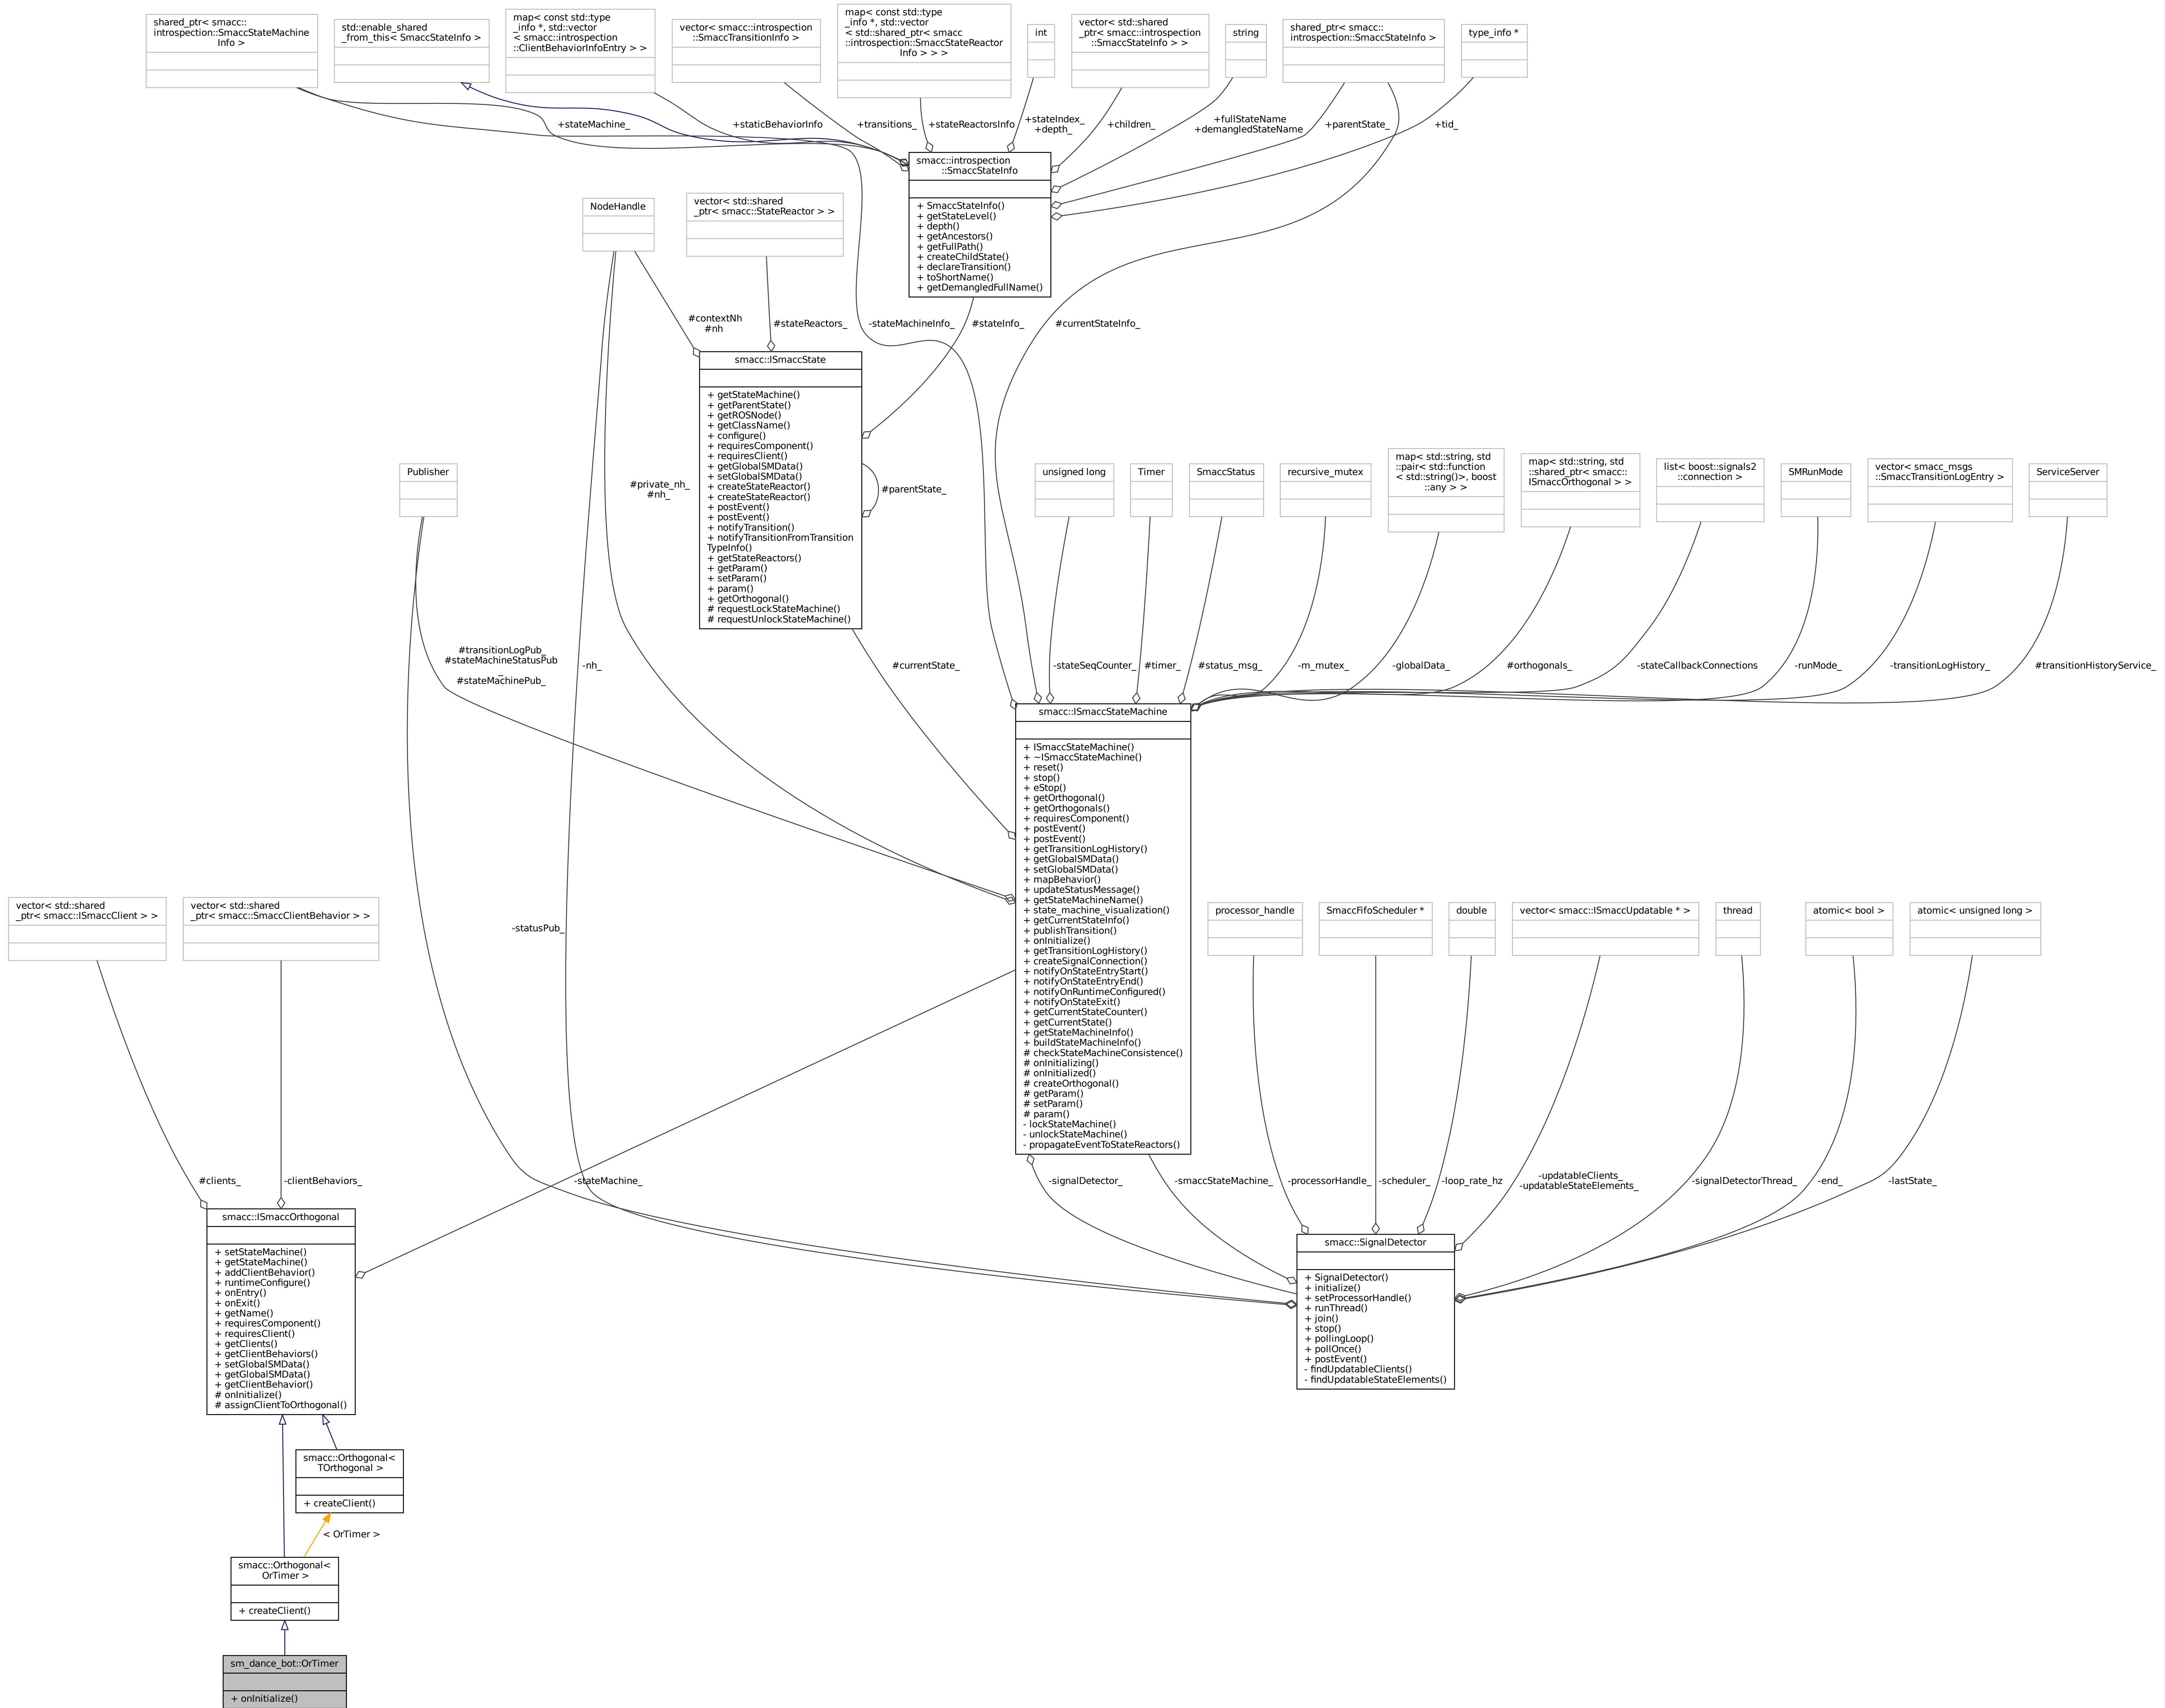 shared_ptr< smacc::
introspection::SmaccStateMachine
Info >
std::enable_shared
_from_this< SmaccStateInfo >
map< const std::type
_info *, std::vector
< smacc::introspection
::ClientBehaviorInfoEntry > >
vector< smacc::introspection
::SmaccTransitionInfo >
map< const std::type
_info *, std::vector
< std::shared_ptr< smacc
::introspection::SmaccStateReactor
Info > > >
int
vector< std::shared
_ptr< smacc::introspection
::SmaccStateInfo > >
string
shared_ptr< smacc::
introspection::SmaccStateInfo >
type_info *
+stateMachine_
+staticBehaviorInfo
+transitions_
+stateReactorsInfo
+stateIndex_
+depth_
+children_
+fullStateName
+demangledStateName
+parentState_
+tid_
smacc::introspection
::SmaccStateInfo
+ SmaccStateInfo()
+ getStateLevel()
+ depth()
+ getAncestors()
+ getFullPath()
+ createChildState()
+ declareTransition()
+ toShortName()
+ getDemangledFullName()
NodeHandle
vector< std::shared
_ptr< smacc::StateReactor > >
#contextNh
#nh
#stateReactors_
-stateMachineInfo_
#stateInfo_
#currentStateInfo_
smacc::ISmaccState
+ getStateMachine()
+ getParentState()
+ getROSNode()
+ getClassName()
+ configure()
+ requiresComponent()
+ requiresClient()
+ getGlobalSMData()
+ setGlobalSMData()
+ createStateReactor()
+ createStateReactor()
+ postEvent()
+ postEvent()
+ notifyTransition()
+ notifyTransitionFromTransition
TypeInfo()
+ getStateReactors()
+ getParam()
+ setParam()
+ param()
+ getOrthogonal()
# requestLockStateMachine()
# requestUnlockStateMachine()
#parentState_
Publisher
#private_nh_
#nh_
unsigned long
Timer
SmaccStatus
recursive_mutex
map< std::string, std
::pair< std::function
< std::string()>, boost
::any > >
map< std::string, std
::shared_ptr< smacc::
ISmaccOrthogonal > >
list< boost::signals2
::connection >
SMRunMode
vector< smacc_msgs
::SmaccTransitionLogEntry >
ServiceServer
#transitionLogPub_
#stateMachineStatusPub
_
#stateMachinePub_
-nh_
#currentState_
-stateSeqCounter_
#timer_
#status_msg_
-m_mutex_
-globalData_
#orthogonals_
-stateCallbackConnections
-runMode_
-transitionLogHistory_
#transitionHistoryService_
smacc::ISmaccStateMachine
+ ISmaccStateMachine()
+ ~ISmaccStateMachine()
+ reset()
+ stop()
+ eStop()
+ getOrthogonal()
+ getOrthogonals()
+ requiresComponent()
+ postEvent()
+ postEvent()
+ getTransitionLogHistory()
+ getGlobalSMData()
+ setGlobalSMData()
+ mapBehavior()
+ updateStatusMessage()
+ getStateMachineName()
+ state_machine_visualization()
+ getCurrentStateInfo()
+ publishTransition()
+ onInitialize()
+ getTransitionLogHistory()
+ createSignalConnection()
+ notifyOnStateEntryStart()
+ notifyOnStateEntryEnd()
+ notifyOnRuntimeConfigured()
+ notifyOnStateExit()
+ getCurrentStateCounter()
+ getCurrentState()
+ getStateMachineInfo()
+ buildStateMachineInfo()
# checkStateMachineConsistence()
# onInitializing()
# onInitialized()
# createOrthogonal()
# getParam()
# setParam()
# param()
- lockStateMachine()
- unlockStateMachine()
- propagateEventToStateReactors()
vector< std::shared
_ptr< smacc::ISmaccClient > >
vector< std::shared
_ptr< smacc::SmaccClientBehavior > >
-statusPub_
processor_handle
SmaccFifoScheduler *
double
vector< smacc::ISmaccUpdatable * >
thread
atomic< bool >
atomic< unsigned long >
#clients_
-clientBehaviors_
-stateMachine_
-signalDetector_
-smaccStateMachine_
-processorHandle_
-scheduler_
-loop_rate_hz
-updatableClients_
-updatableStateElements_
-signalDetectorThread_
-end_
-lastState_
smacc::ISmaccOrthogonal
+ setStateMachine()
+ getStateMachine()
+ addClientBehavior()
+ runtimeConfigure()
+ onEntry()
+ onExit()
+ getName()
+ requiresComponent()
+ requiresClient()
+ getClients()
+ getClientBehaviors()
+ setGlobalSMData()
+ getGlobalSMData()
+ getClientBehavior()
# onInitialize()
# assignClientToOrthogonal()
smacc::SignalDetector
+ SignalDetector()
+ initialize()
+ setProcessorHandle()
+ runThread()
+ join()
+ stop()
+ pollingLoop()
+ pollOnce()
+ postEvent()
- findUpdatableClients()
- findUpdatableStateElements()
smacc::Orthogonal<
TOrthogonal >
+ createClient()
< OrTimer >
smacc::Orthogonal<
OrTimer >
+ createClient()
sm_dance_bot::OrTimer
+ onInitialize()